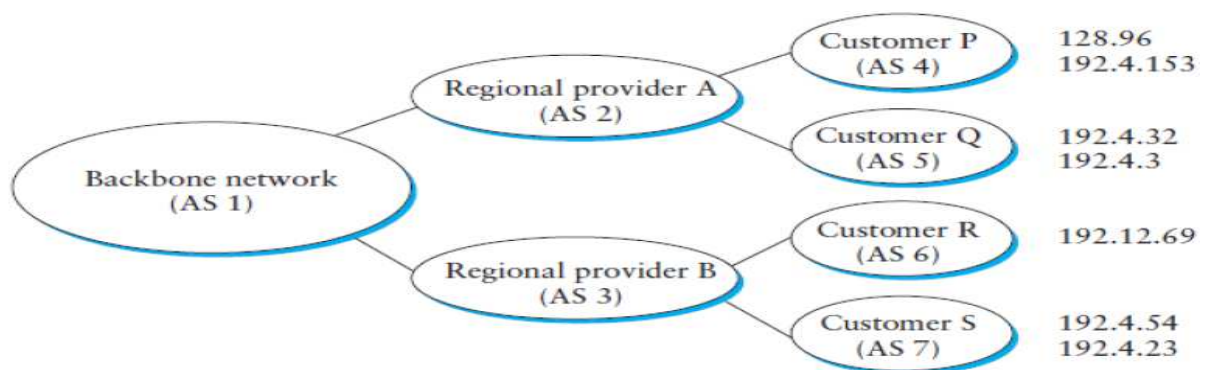 Backbone network
(AS 1)
Regional provider A
(AS 2)
Regional provider B
(AS 3)
Customer P
(AS 4)
128.96
192.4.153
Customer Q
(AS 5)
192.4.32
192.4.3
Customer R
(AS 6)
192.12.69
Customer S
(AS 7)
192.4.54
192.4.23